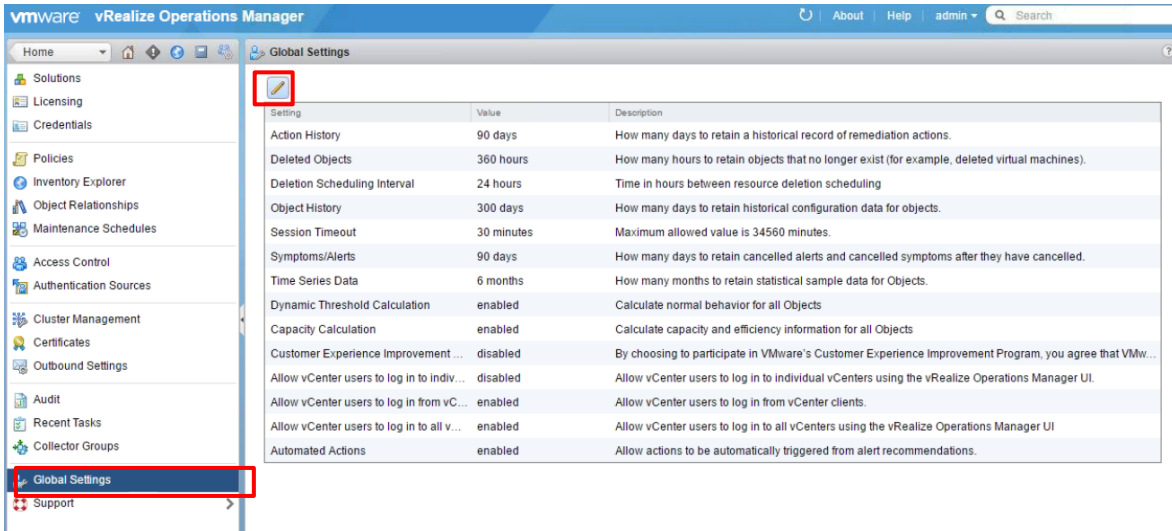 vmware vRealize Operations Manager About Help admin Search
Home
Global Settings ?
Solutions
Licensing
Credentials
Policies
Inventory Explorer
Object Relationships
Maintenance Schedules
Access Control
Authentication Sources
Cluster Management
Certificates
Outbound Settings
Audit
Recent Tasks
Collector Groups
Global Settings
Support
Setting Value Description
Action History 90 days How many days to retain a historical record of remediation actions.
Deleted Objects 360 hours How many hours to retain objects that no longer exist (for example, deleted virtual machines).
Deletion Scheduling Interval 24 hours Time in hours between resource deletion scheduling
Object History 300 days How many days to retain historical configuration data for objects.
Session Timeout 30 minutes Maximum allowed value is 34560 minutes.
Symptoms/Alerts 90 days How many days to retain cancelled alerts and cancelled symptoms after they have cancelled.
Time Series Data 6 months How many months to retain statistical sample data for Objects.
Dynamic Threshold Calculation enabled Calculate normal behavior for all Objects
Capacity Calculation enabled Calculate capacity and efficiency information for all Objects
Customer Experience Improvement ... disabled By choosing to participate in VMware's Customer Experience Improvement Program, you agree that VMw...
Allow vCenter users to log in to indiv... disabled Allow vCenter users to log in to individual vCenters using the vRealize Operations Manager UI.
Allow vCenter users to log in from vC... enabled Allow vCenter users to log in from vCenter clients.
Allow vCenter users to log in to all v... enabled Allow vCenter users to log in to all vCenters using the vRealize Operations Manager UI
Automated Actions enabled Allow actions to be automatically triggered from alert recommendations.